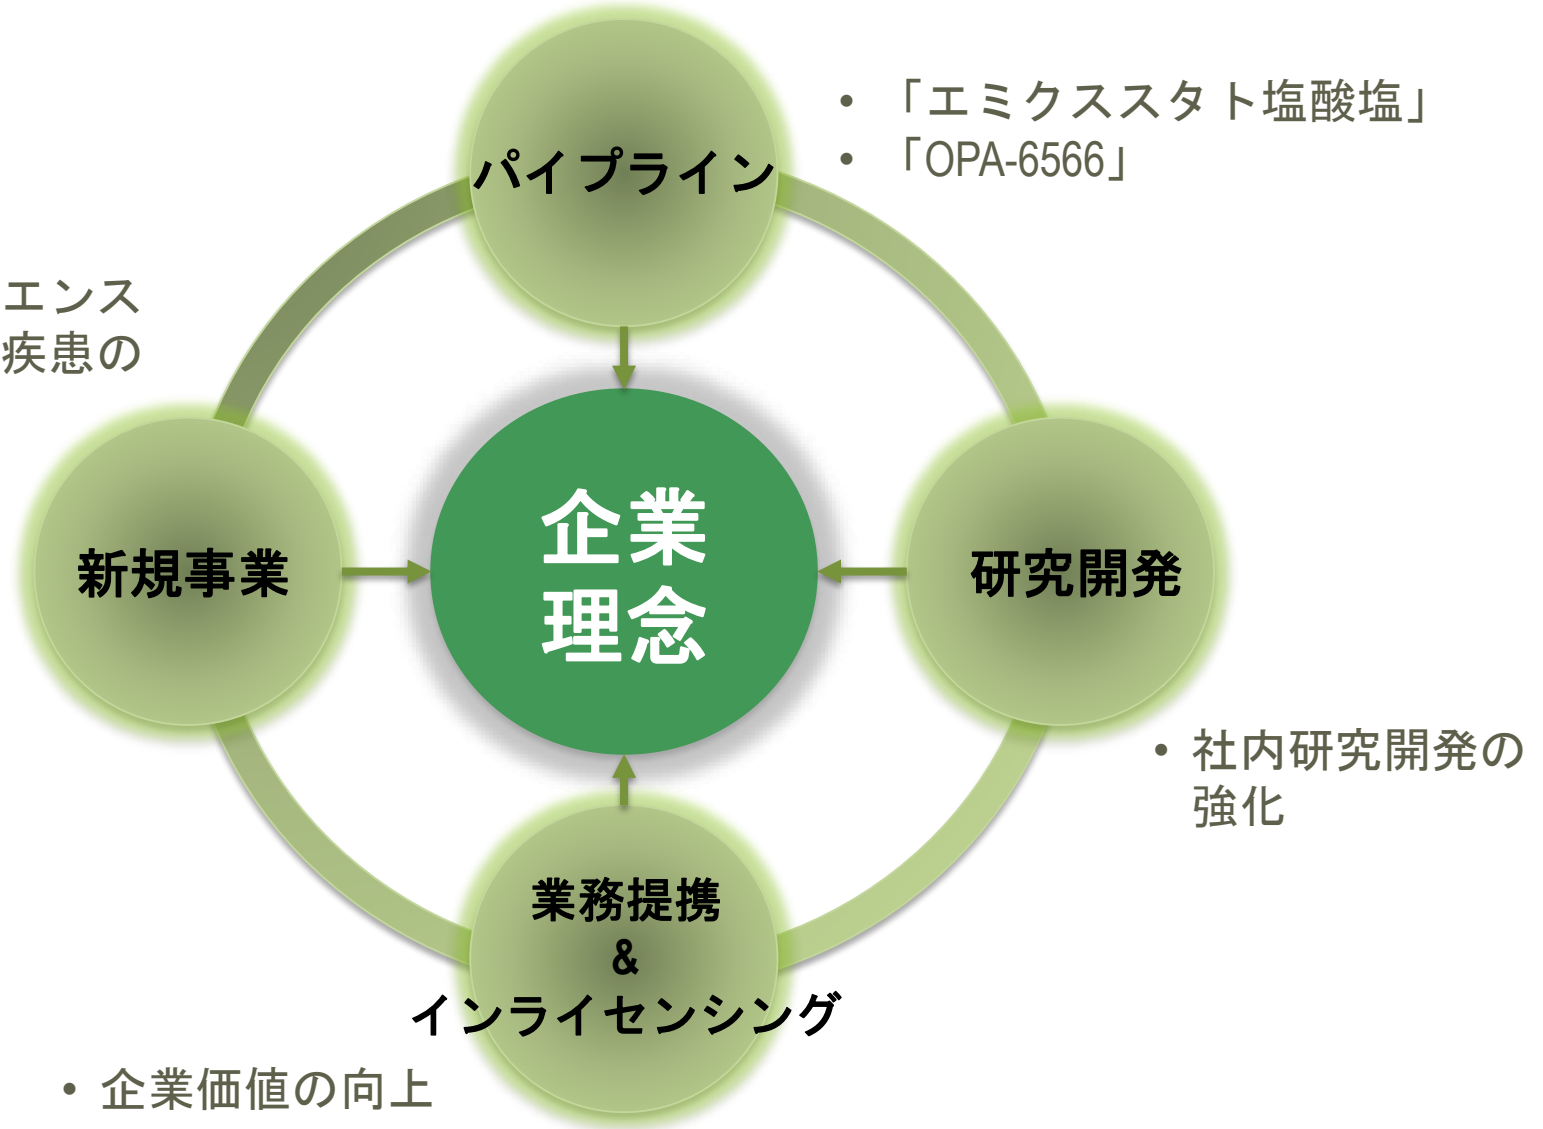 パイプライン
• 「エミクススタト塩酸塩」
• 「OPA-6566」
エンス
疾患の
新規事業
企業
理念
研究開発
• 社内研究開発の
強化
業務提携
&
インライセンシング
• 企業価値の向上